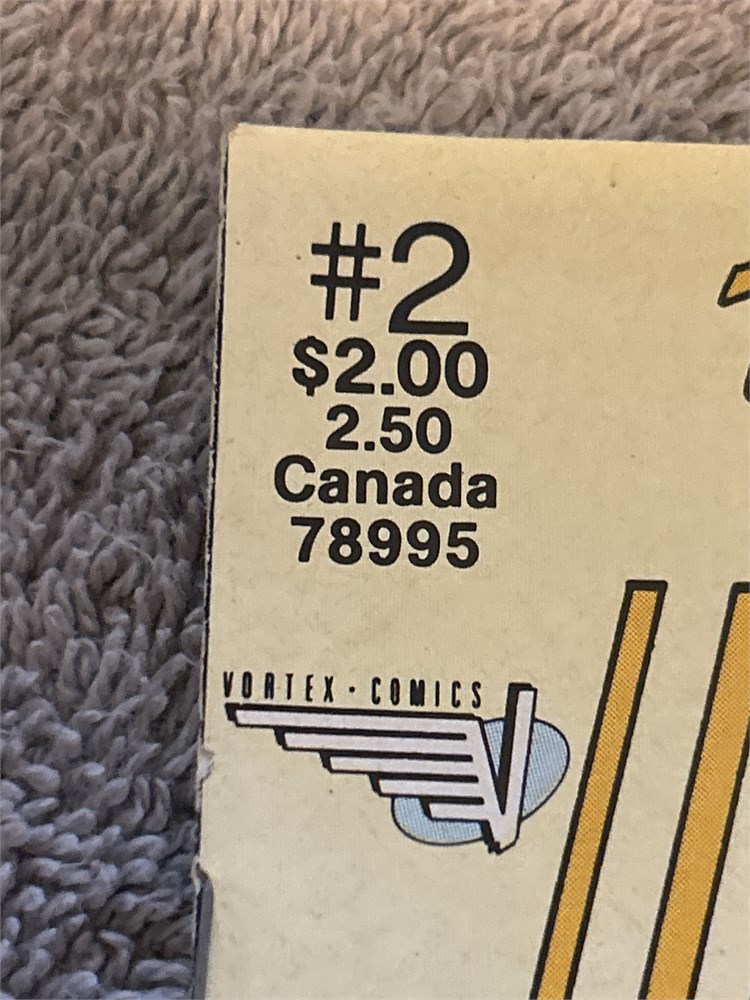 #2
$2.00
2.50
Canada
78995
VORTEX · COMICS